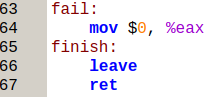 63 fail:
64     mov $0, %eax
65 finish:
66     leave
67     ret